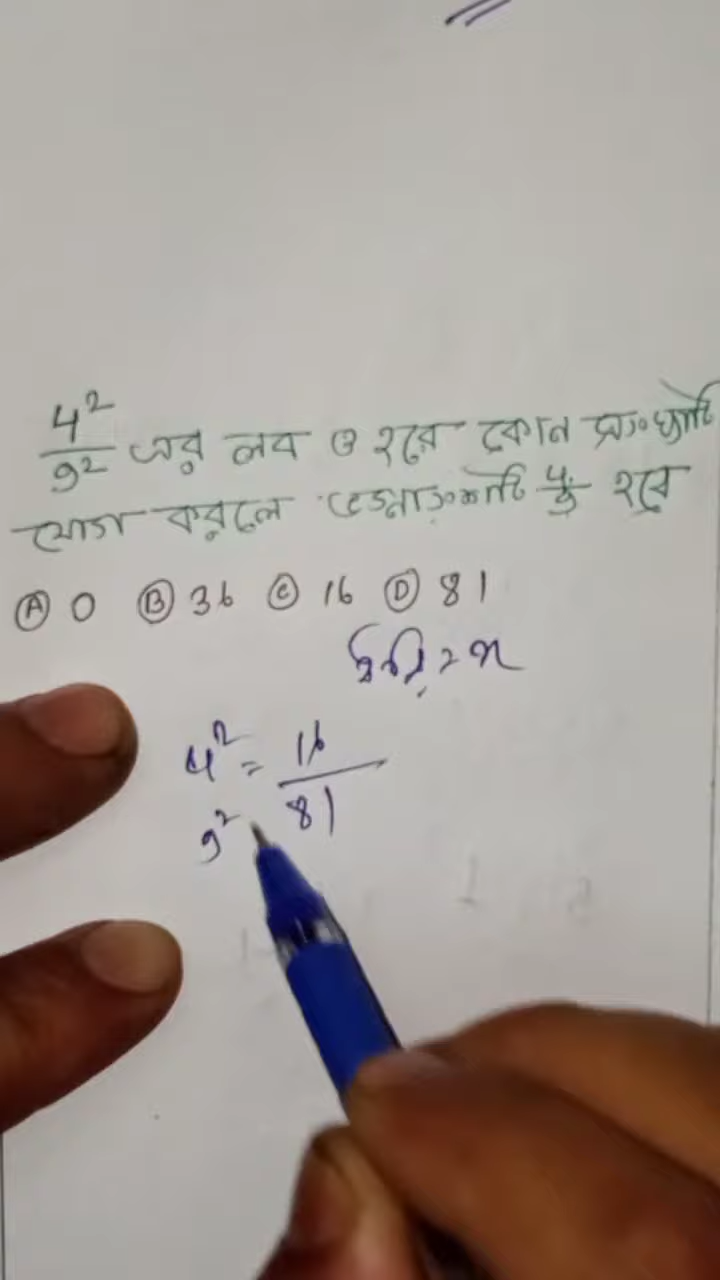 4²
9² এর লব ও হরে কোন সংখ্যাটি
যোগ করলে ভগ্নাংশটি 4/9 হবে
Ⓐ 0 Ⓑ 36 Ⓒ 16 Ⓓ 81
ধরি = x
4² = 16
9² 81